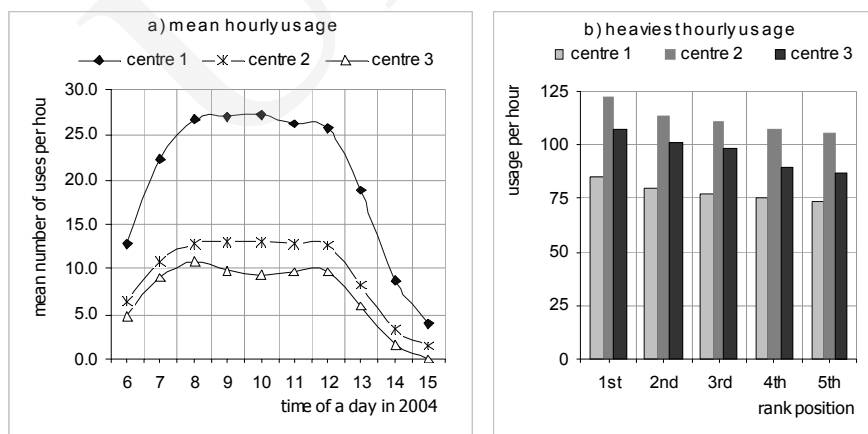 a) mean hourly usage
centre 1 centre 2 centre 3
mean number of uses per hou
30.0
25.0
20.0
15.0
10.0
5.0
0.0
6 7 8 9 10 11 12 13 14 15
time of a day in 2004
b) heaviest hourly usage
centre 1 centre 2 centre 3
usage per hour
125
100
75
50
25
0
1st 2nd 3rd 4th 5th
rank position